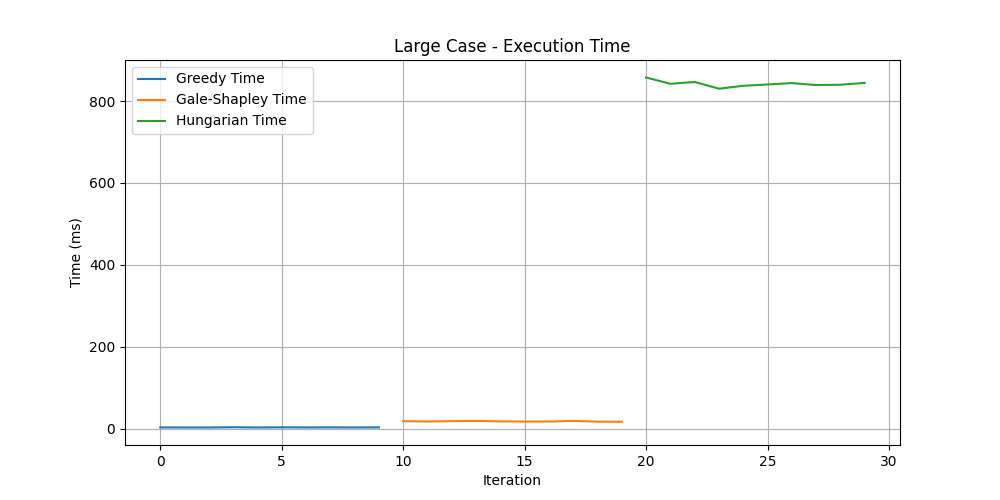 Large Case - Execution Time
Greedy Time
Gale-Shapley Time
Hungarian Time
Time (ms)
800
600
400
200
0
0 5 10 15 20 25 30
Iteration